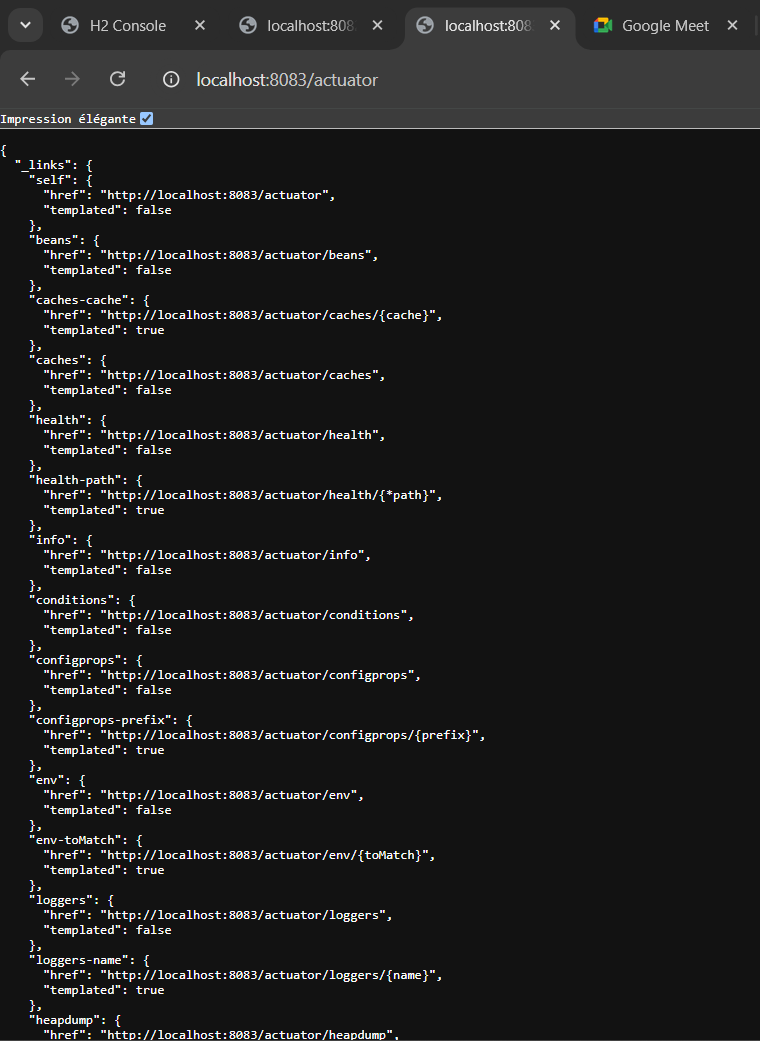 H2 Console
localhost:808
localhost:808
Google Meet
localhost:8083/actuator
Impression élégante
{
  "_links": {
    "self": {
      "href": "http://localhost:8083/actuator",
      "templated": false
    },
    "beans": {
      "href": "http://localhost:8083/actuator/beans",
      "templated": false
    },
    "caches-cache": {
      "href": "http://localhost:8083/actuator/caches/{cache}",
      "templated": true
    },
    "caches": {
      "href": "http://localhost:8083/actuator/caches",
      "templated": false
    },
    "health": {
      "href": "http://localhost:8083/actuator/health",
      "templated": false
    },
    "health-path": {
      "href": "http://localhost:8083/actuator/health/{*path}",
      "templated": true
    },
    "info": {
      "href": "http://localhost:8083/actuator/info",
      "templated": false
    },
    "conditions": {
      "href": "http://localhost:8083/actuator/conditions",
      "templated": false
    },
    "configprops": {
      "href": "http://localhost:8083/actuator/configprops",
      "templated": false
    },
    "configprops-prefix": {
      "href": "http://localhost:8083/actuator/configprops/{prefix}",
      "templated": true
    },
    "env": {
      "href": "http://localhost:8083/actuator/env",
      "templated": false
    },
    "env-toMatch": {
      "href": "http://localhost:8083/actuator/env/{toMatch}",
      "templated": true
    },
    "loggers": {
      "href": "http://localhost:8083/actuator/loggers",
      "templated": false
    },
    "loggers-name": {
      "href": "http://localhost:8083/actuator/loggers/{name}",
      "templated": true
    },
    "heapdump": {
      "href": "http://localhost:8083/actuator/heapdump",